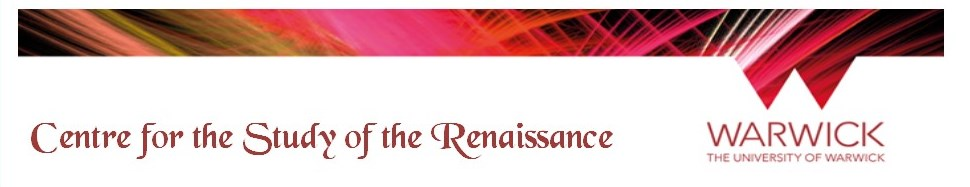 Centre for the Study of the Renaissance
WARWICK
THE UNIVERSITY OF WARWICK